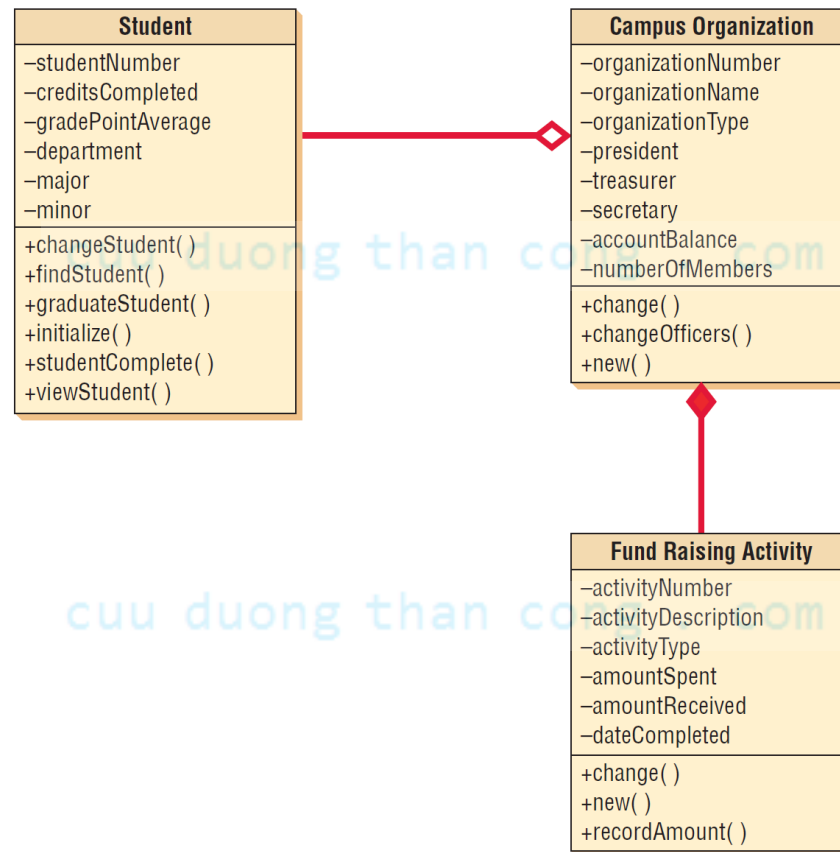 Student
–studentNumber
–creditsCompleted
–gradePointAverage
–department
–major
–minor
+changeStudent( )
+findStudent( )
+graduateStudent( )
+initialize( )
+studentComplete( )
+viewStudent( )
Campus Organization
–organizationNumber
–organizationName
–organizationType
–president
–treasurer
–secretary
–accountBalance
–numberOfMembers
+change( )
+changeOfficers( )
+new( )
cuu duong than cong . com
Fund Raising Activity
–activityNumber
–activityDescription
–activityType
–amountSpent
–amountReceived
–dateCompleted
+change( )
+new( )
+recordAmount( )
cuu duong than cong . com